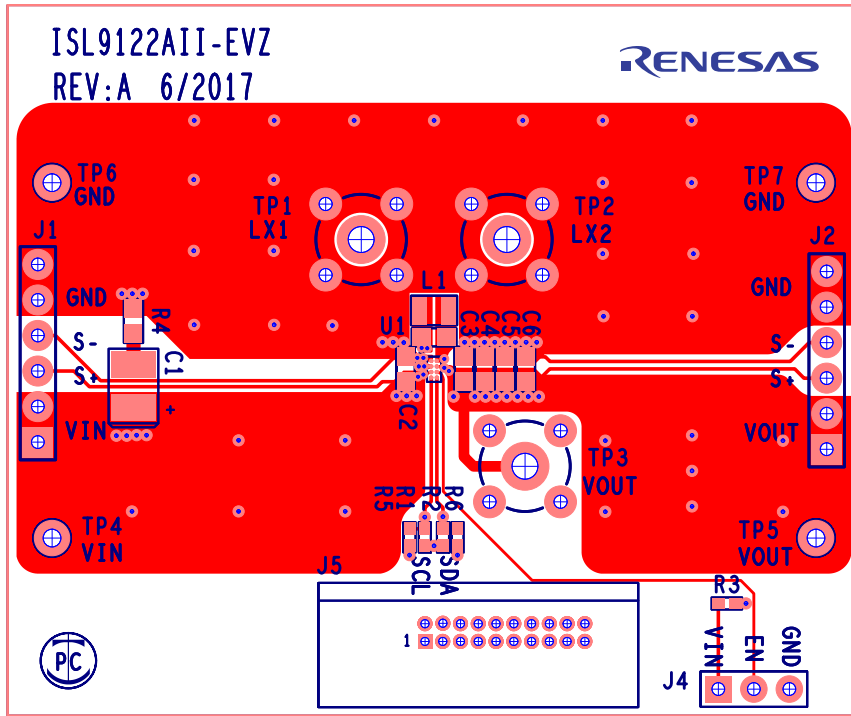 ISL9122AII-EVZ
REV:A 6/2017
RENESAS
TP6
GND
TP7
GND
TP1
LX1
TP2
LX2
J1
J2
GND
GND
L1
R4
U1
C3
C4
C5
C6
S-
S-
C1
S+
S+
+
C2
VIN
VOUT
TP3
VOUT
R5
R1
R2
R6
TP4
VIN
TP5
VOUT
J5
SCL
SDA
R3
1
VIN
EN
GND
J4
PC